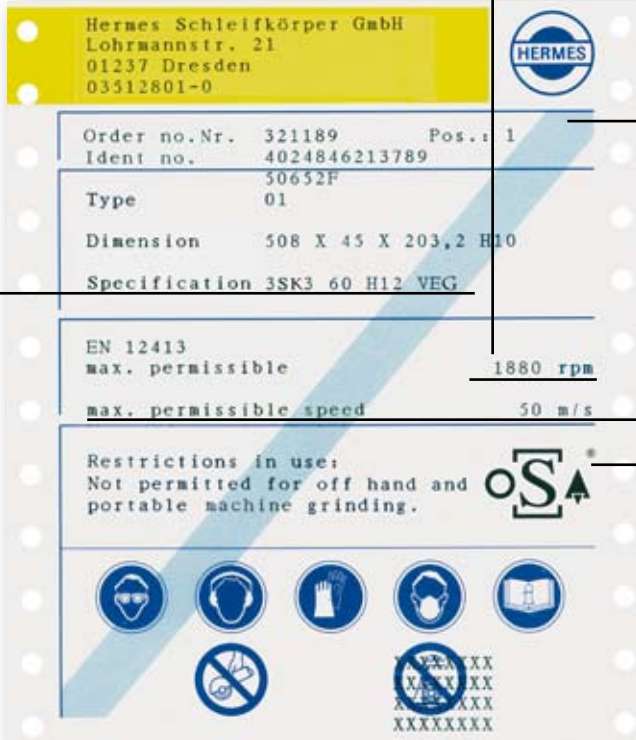 Hermes Schleifkörper GmbH
Lohrmannstr. 21
01237 Dresden
03512801-0
HERMES
Order no.Nr. 321189 Pos.: 1
Ident no. 4024846213789
50652F
Type 01
Dimension 508 X 45 X 203,2 H10
Specification 3SK3 60 H12 VEG
EN 12413
max. permissible 1880 rpm
max. permissible speed 50 m/s
Restrictions in use:
Not permitted for off hand and
portable machine grinding.
oSA®
XXXXXXXX
XXXXXXXX
XXXXXXXX
XXXXXXXX